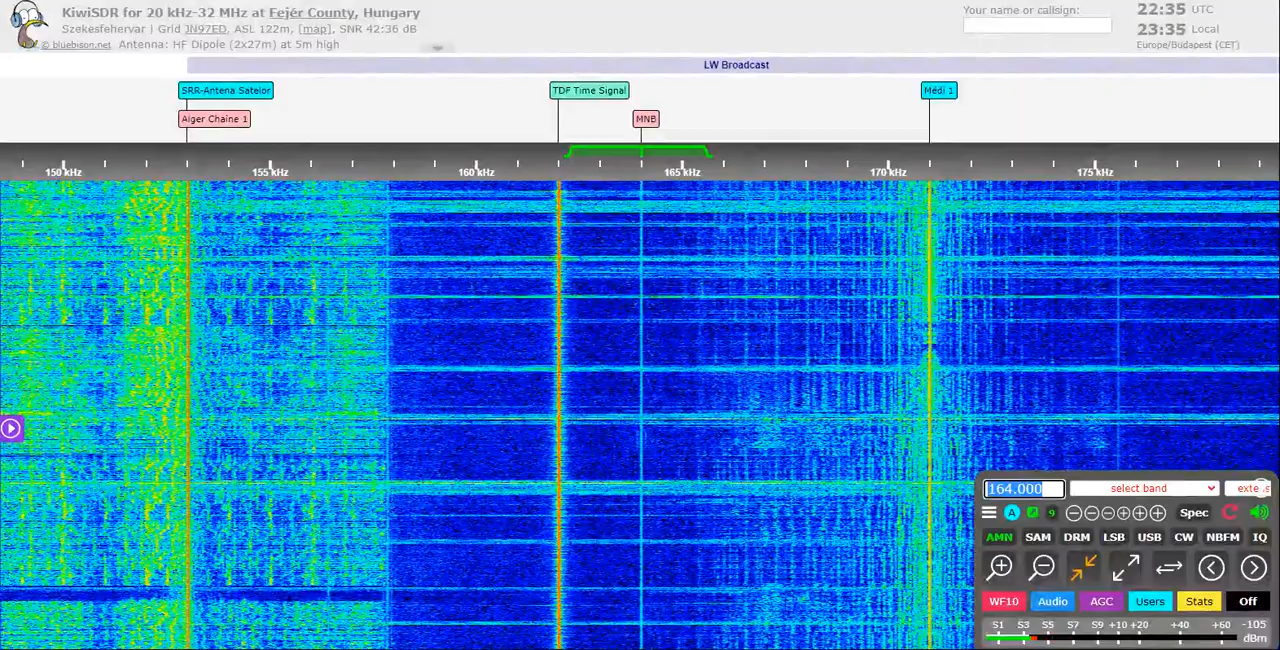 KiwiSDR for 20 kHz-32 MHz at Fejér County, Hungary
Szekesfehervar | Grid JN97ED, ASL 122m, [map], SNR 42:36 dB
© bluebison.net Antenna: HF Dipole (2x27m) at 5m high
Your name or callsign:
22:35 UTC
23:35 Local
Europe/Budapest (CET)
LW Broadcast
SRR-Antena Satelor
TDF Time Signal
Médi 1
Alger Chaine 1
MNB
150 kHz 155 kHz 160 kHz 165 kHz 170 kHz 175 kHz
164.000 select band
A 9 Spec
AMN SAM DRM LSB USB CW NBFM IQ
WF10 Audio AGC Users Stats Off
S1 S3 S5 S7 S9 +10 +20 +40 +60 -105
dBm